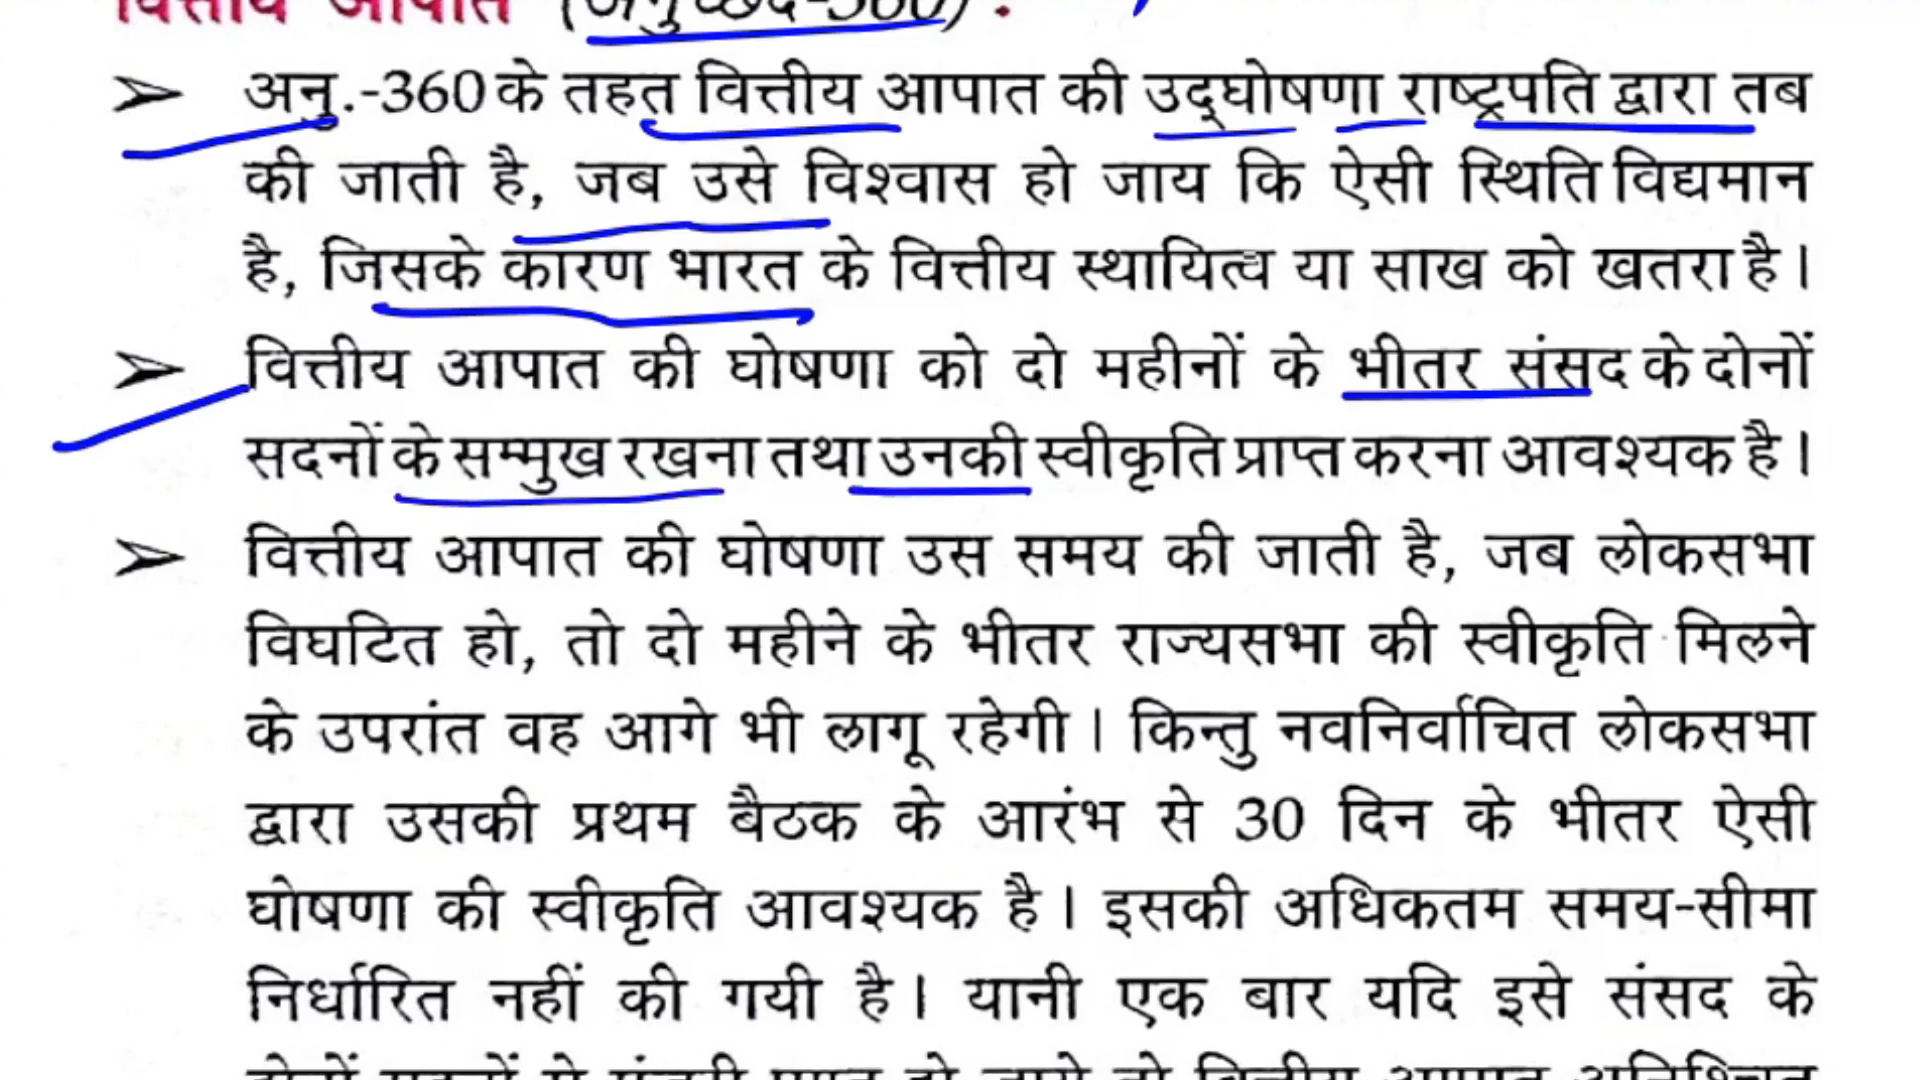 वित्तीय आपात (अनुच्छेद-360) :
➢ अनु.-360 के तहत वित्तीय आपात की उद्घोषणा राष्ट्रपति द्वारा तब
की जाती है, जब उसे विश्वास हो जाय कि ऐसी स्थिति विद्यमान
है, जिसके कारण भारत के वित्तीय स्थायित्व या साख को खतरा है।
➢ वित्तीय आपात की घोषणा को दो महीनों के भीतर संसद के दोनों
सदनों के सम्मुख रखना तथा उनकी स्वीकृति प्राप्त करना आवश्यक है।
➢ वित्तीय आपात की घोषणा उस समय की जाती है, जब लोकसभा
विघटित हो, तो दो महीने के भीतर राज्यसभा की स्वीकृति मिलने
के उपरांत वह आगे भी लागू रहेगी। किन्तु नवनिर्वाचित लोकसभा
द्वारा उसकी प्रथम बैठक के आरंभ से 30 दिन के भीतर ऐसी
घोषणा की स्वीकृति आवश्यक है। इसकी अधिकतम समय-सीमा
निर्धारित नहीं की गयी है। यानी एक बार यदि इसे संसद के